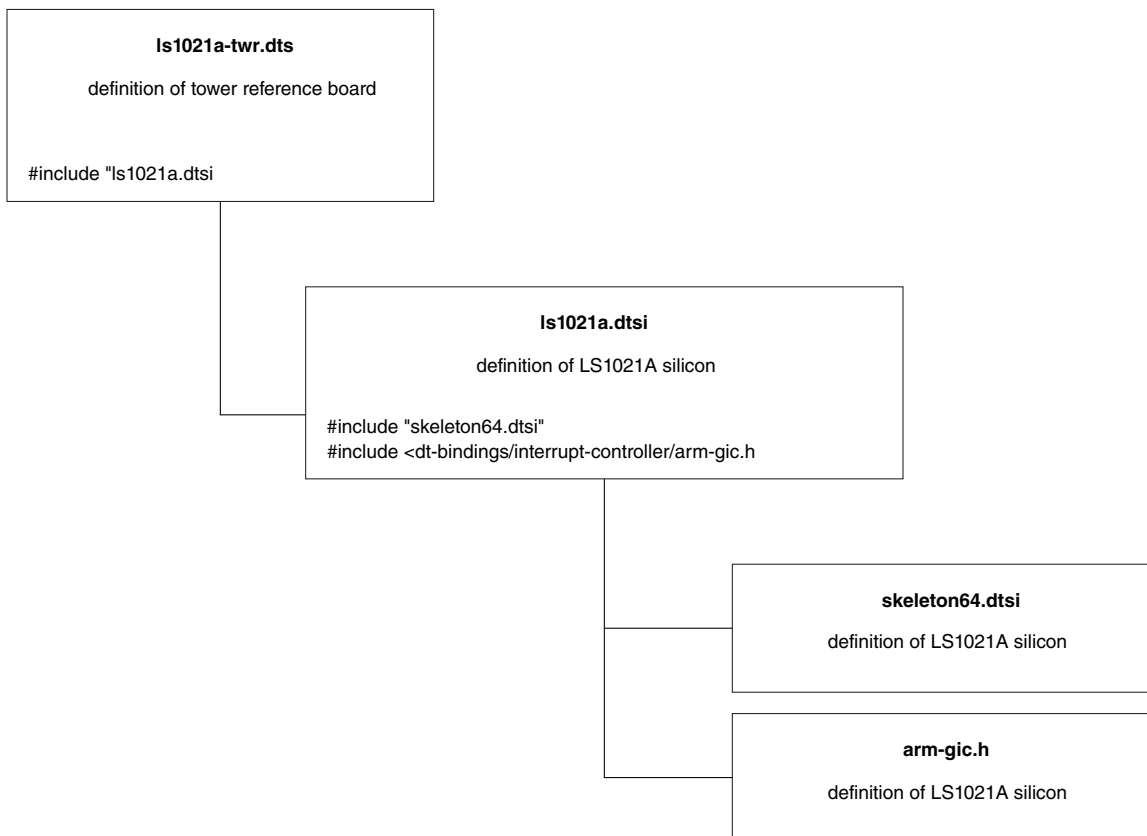 ls1021a-twr.dts
definition of tower reference board
#include "ls1021a.dtsi
ls1021a.dtsi
definition of LS1021A silicon
#include "skeleton64.dtsi"
#include <dt-bindings/interrupt-controller/arm-gic.h
skeleton64.dtsi
definition of LS1021A silicon
arm-gic.h
definition of LS1021A silicon